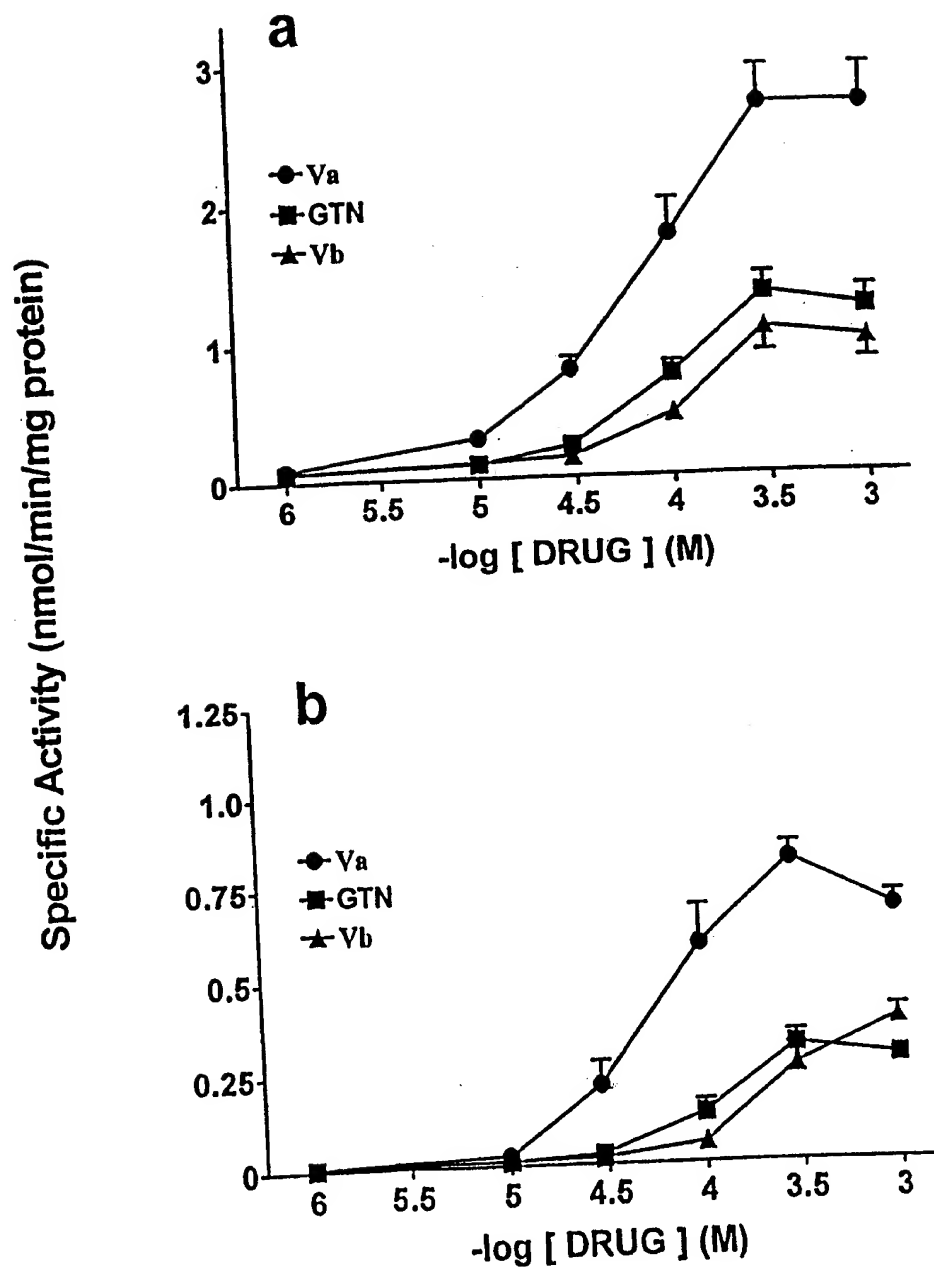 a
3
2
1
0
Va
GTN
Vb
6 5.5 5 4.5 4 3.5 3
-log [ DRUG ] (M)
Specific Activity (nmol/min/mg protein)
b
1.25
1.0
0.75
0.5
0.25
0
Va
GTN
Vb
6 5.5 5 4.5 4 3.5 3
-log [ DRUG ] (M)